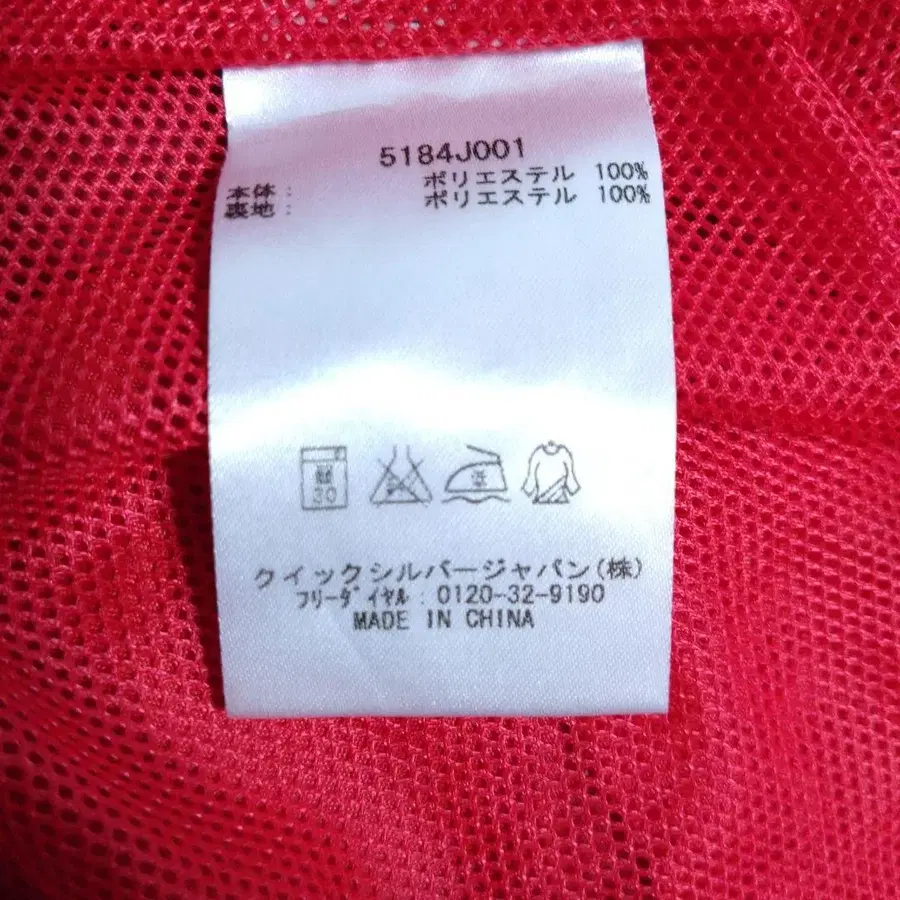 5184J001
本体: ポリエステル 100%
裏地: ポリエステル 100%
30
クイックシルバージャパン(株)
フリーダイヤル:0120-32-9190
MADE IN CHINA